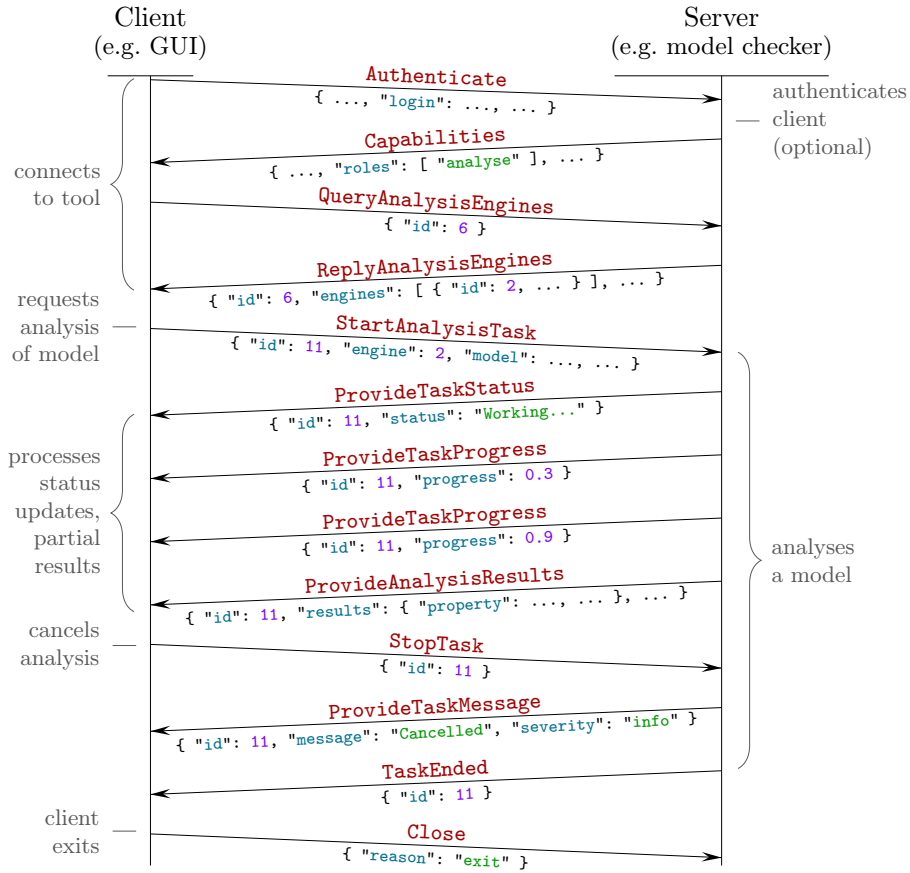 Client
(e.g. GUI)
Server
(e.g. model checker)
Authenticate
{ ..., "login": ..., ... }
authenticates
client
(optional)
Capabilities
{ ..., "roles": [ "analyse" ], ... }
connects
to tool
QueryAnalysisEngines
{ "id": 6 }
ReplyAnalysisEngines
{ "id": 6, "engines": [ { "id": 2, ... } ], ... }
requests
analysis
of model
StartAnalysisTask
{ "id": 11, "engine": 2, "model": ..., ... }
ProvideTaskStatus
{ "id": 11, "status": "Working..." }
processes
status
updates,
partial
results
ProvideTaskProgress
{ "id": 11, "progress": 0.3 }
ProvideTaskProgress
{ "id": 11, "progress": 0.9 }
analyses
a model
ProvideAnalysisResults
{ "id": 11, "results": { "property": ..., ... }, ... }
cancels
analysis
StopTask
{ "id": 11 }
ProvideTaskMessage
{ "id": 11, "message": "Cancelled", "severity": "info" }
TaskEnded
{ "id": 11 }
client
exits
Close
{ "reason": "exit" }